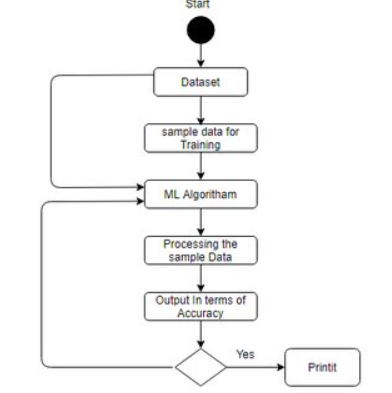 Start
Dataset
sample data for
Training
ML Algoritham
Processing the
sample Data
Output In terms of
Accuracy
Yes
Printit